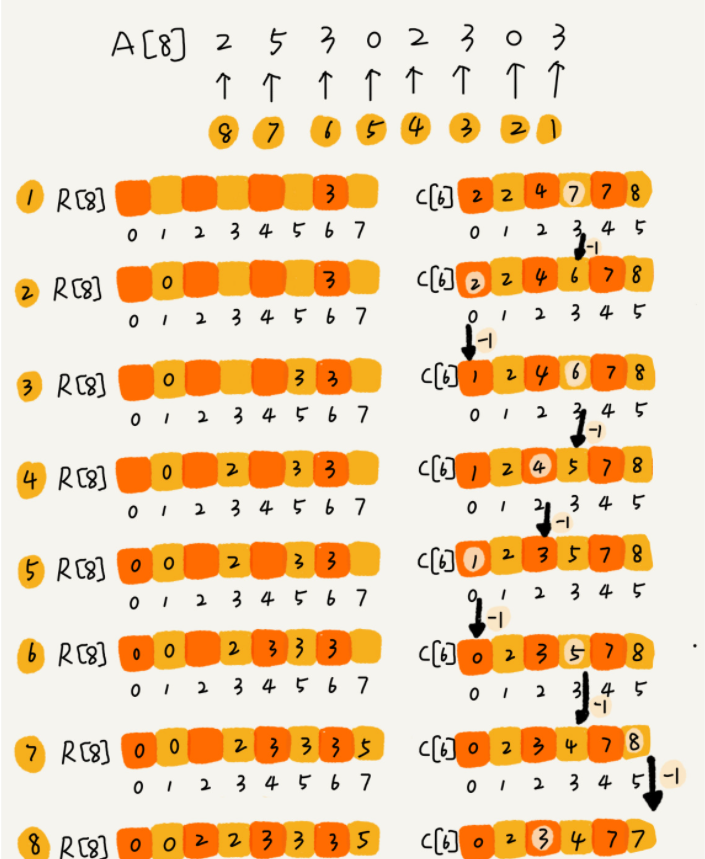 A[8] 2 5 3 0 2 3 0 3
8 7 6 5 4 3 2 1
1 R[8] 3 C[6] 2 2 4 7 7 8
0 1 2 3 4 5 6 7 0 1 2 3 4 5
-1
2 R[8] 0 3 C[6] 2 2 4 6 7 8
0 1 2 3 4 5 6 7 0 1 2 3 4 5
-1
3 R[8] 0 3 3 C[6] 1 2 4 6 7 8
0 1 2 3 4 5 6 7 0 1 2 3 4 5
-1
4 R[8] 0 2 3 3 C[6] 1 2 4 5 7 8
0 1 2 3 4 5 6 7 0 1 2 3 4 5
-1
5 R[8] 0 0 2 3 3 C[6] 1 2 3 5 7 8
0 1 2 3 4 5 6 7 0 1 2 3 4 5
-1
6 R[8] 0 0 2 3 3 3 C[6] 0 2 3 5 7 8
0 1 2 3 4 5 6 7 0 1 2 3 4 5
-1
7 R[8] 0 0 2 3 3 3 5 C[6] 0 2 3 4 7 8
0 1 2 3 4 5 6 7 0 1 2 3 4 5
-1
8 R[8] 0 0 2 2 3 3 3 5 C[6] 0 2 3 4 7 7